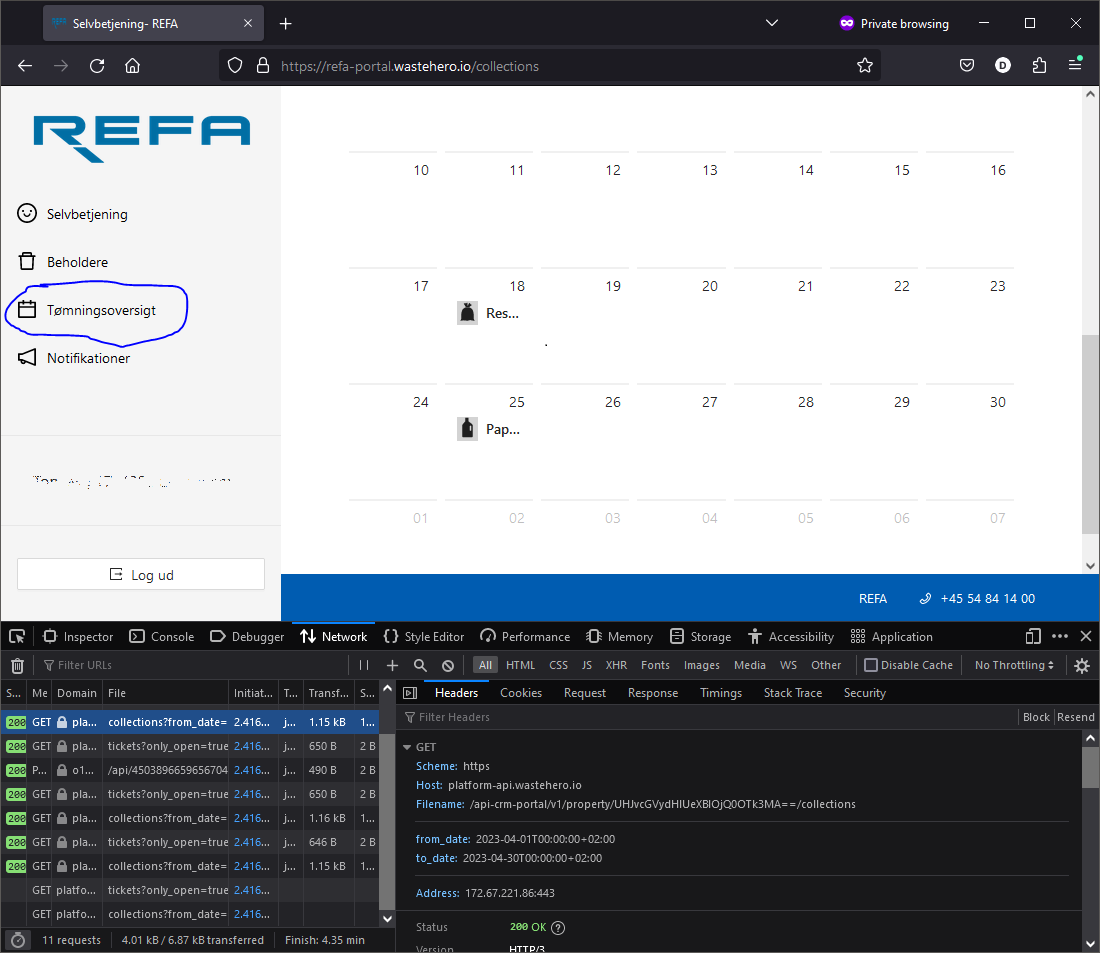 Selvbetjening- REFA
Private browsing
https://refa-portal.wastehero.io/collections
REFA
Selvbetjening
Beholdere
Tømningsoversigt
Notifikationer
Log ud
10 11 12 13 14 15 16
17 18 19 20 21 22 23
Res...
24 25 26 27 28 29 30
Pap...
01 02 03 04 05 06 07
REFA +45 54 84 14 00
Inspector Console Debugger Network Style Editor Performance Memory Storage Accessibility Application
Filter URLs All HTML CSS JS XHR Fonts Images Media WS Other Disable Cache No Throttling
S... Me Domain File Initiat... T... Transf... S...
200 GET pla... collections?from_date= 2.416... j... 1.15 kB 1...
200 GET pla... tickets?only_open=true 2.416... j... 650 B 2 B
200 P... o1... /api/4503896659656704 2.416... j... 490 B 2 B
200 GET pla... tickets?only_open=true 2.416... j... 650 B 2 B
200 GET pla... collections?from_date= 2.416... j... 1.16 kB 1...
200 GET pla... tickets?only_open=true 2.416... j... 646 B 2 B
200 GET pla... collections?from_date= 2.416... j... 1.15 kB 1...
GET platfo... tickets?only_open=true 2.416...
GET platfo... collections?from_date= 2.416...
11 requests 4.01 kB / 6.87 kB transferred Finish: 4.35 min
Headers Cookies Request Response Timings Stack Trace Security
Filter Headers Block Resend
GET
Scheme: https
Host: platform-api.wastehero.io
Filename: /api-crm-portal/v1/property/UHJvcGVydHlUeXBlOjQ0OTk3MA==/collections
from_date: 2023-04-01T00:00:00+02:00
to_date: 2023-04-30T00:00:00+02:00
Address: 172.67.221.86:443
Status 200 OK
Version HTTP/3